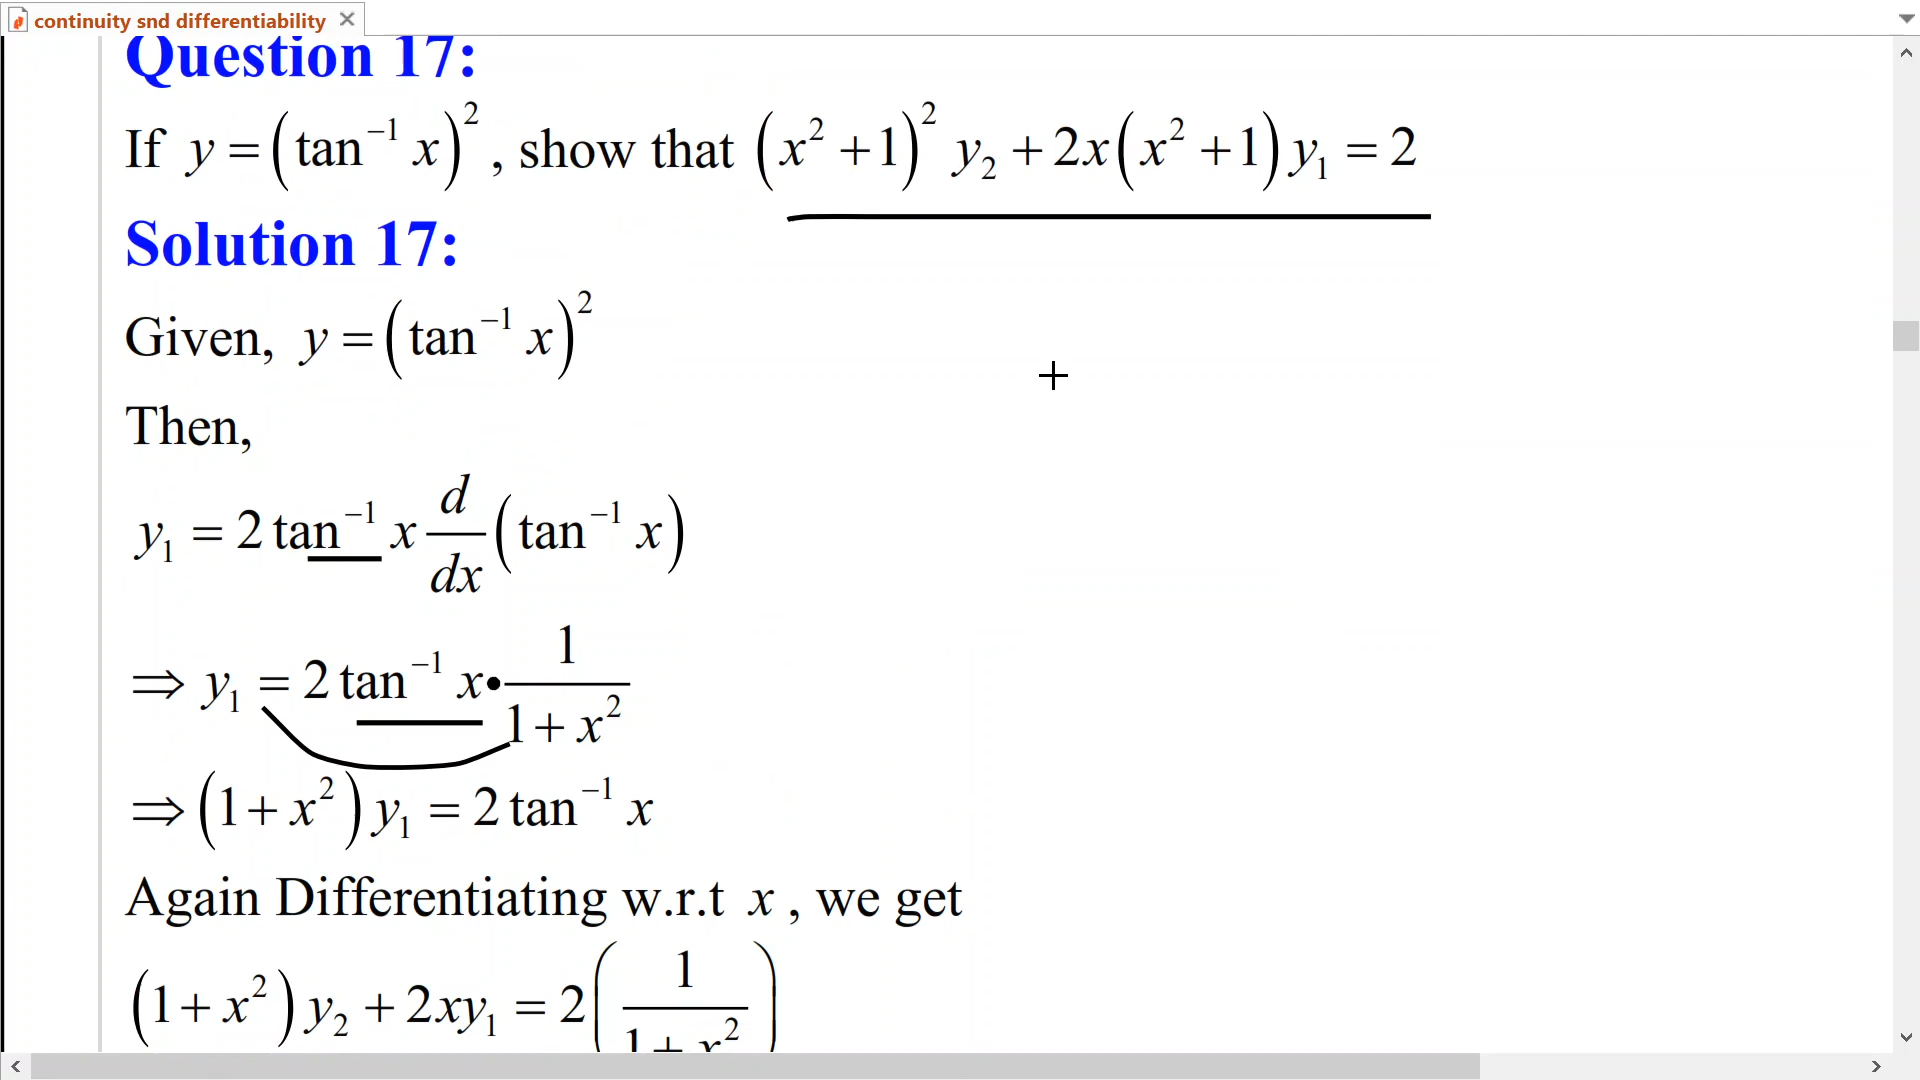 continuity snd differentiability
Question 17:
If y = (tan⁻¹ x)², show that (x² + 1)² y₂ + 2x(x² + 1) y₁ = 2
Solution 17:
Given, y = (tan⁻¹ x)²
Then,
y₁ = 2 tan⁻¹ x d/dx (tan⁻¹ x)
⇒ y₁ = 2 tan⁻¹ x • 1/(1 + x²)
⇒ (1 + x²) y₁ = 2 tan⁻¹ x
Again Differentiating w.r.t x , we get
(1 + x²) y₂ + 2xy₁ = 2(1/(1 + x²))